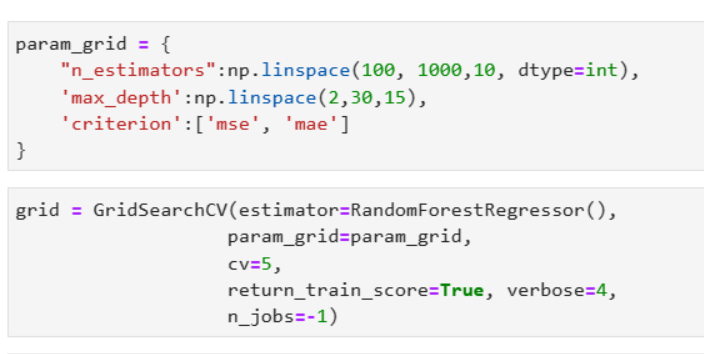 param_grid = {
    "n_estimators":np.linspace(100, 1000,10, dtype=int),
    'max_depth':np.linspace(2,30,15),
    'criterion':['mse', 'mae']
}
grid = GridSearchCV(estimator=RandomForestRegressor(),
                    param_grid=param_grid,
                    cv=5,
                    return_train_score=True, verbose=4,
                    n_jobs=-1)